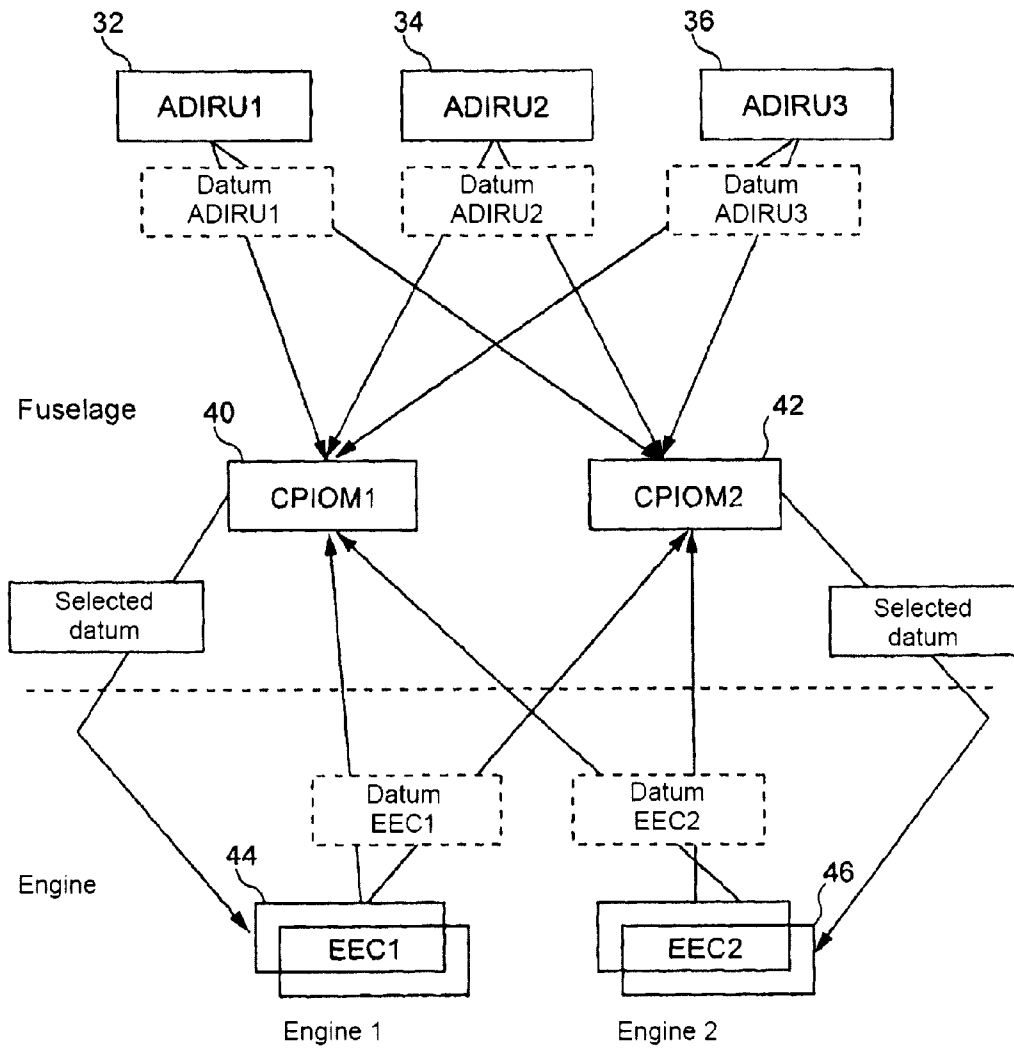 32
34
36
ADIRU1
ADIRU2
ADIRU3
Datum
ADIRU1
Datum
ADIRU2
Datum
ADIRU3
Fuselage
40
42
CPIOM1
CPIOM2
Selected
datum
Selected
datum
Datum
EEC1
Datum
EEC2
Engine
44
46
EEC1
EEC2
Engine 1
Engine 2